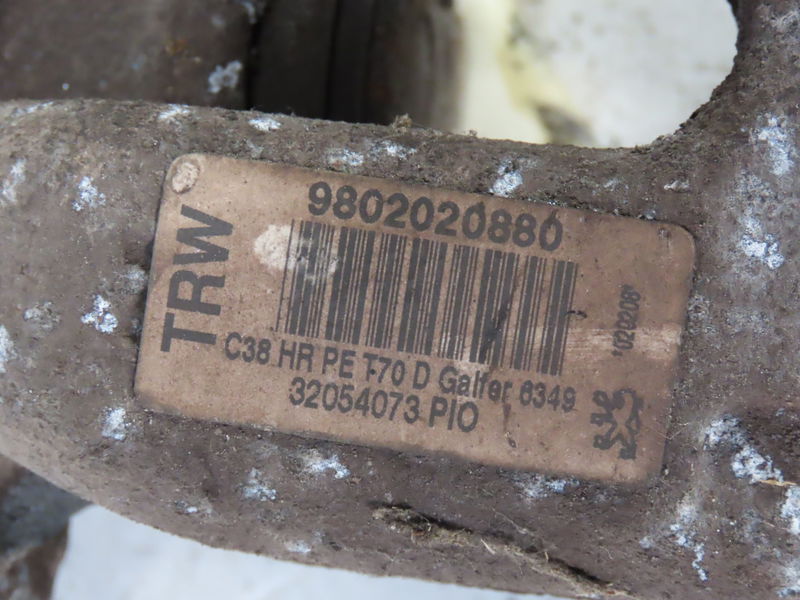 TRW
9802020880
C38 HR PE T-70 D Galfer 6349
32054073 PIO